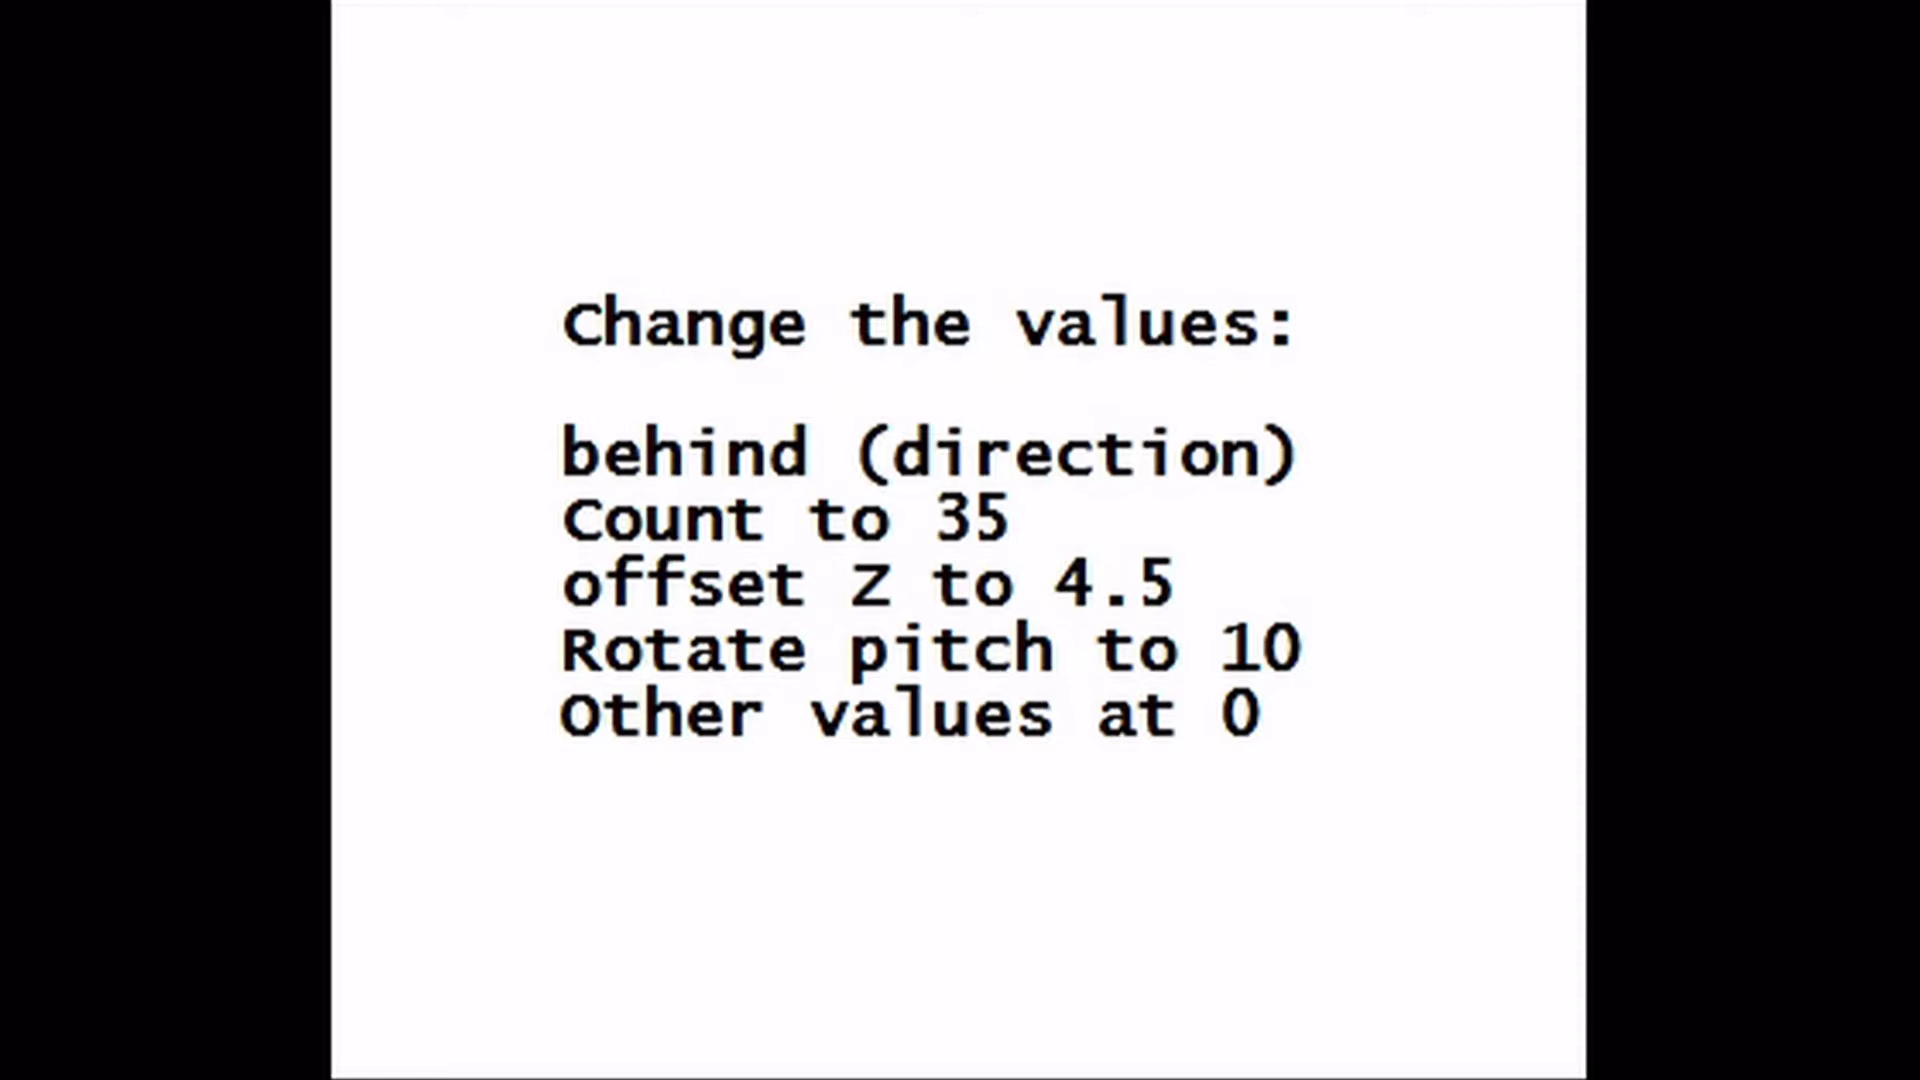 Change the values:
behind (direction)
Count to 35
offset Z to 4.5
Rotate pitch to 10
Other values at 0